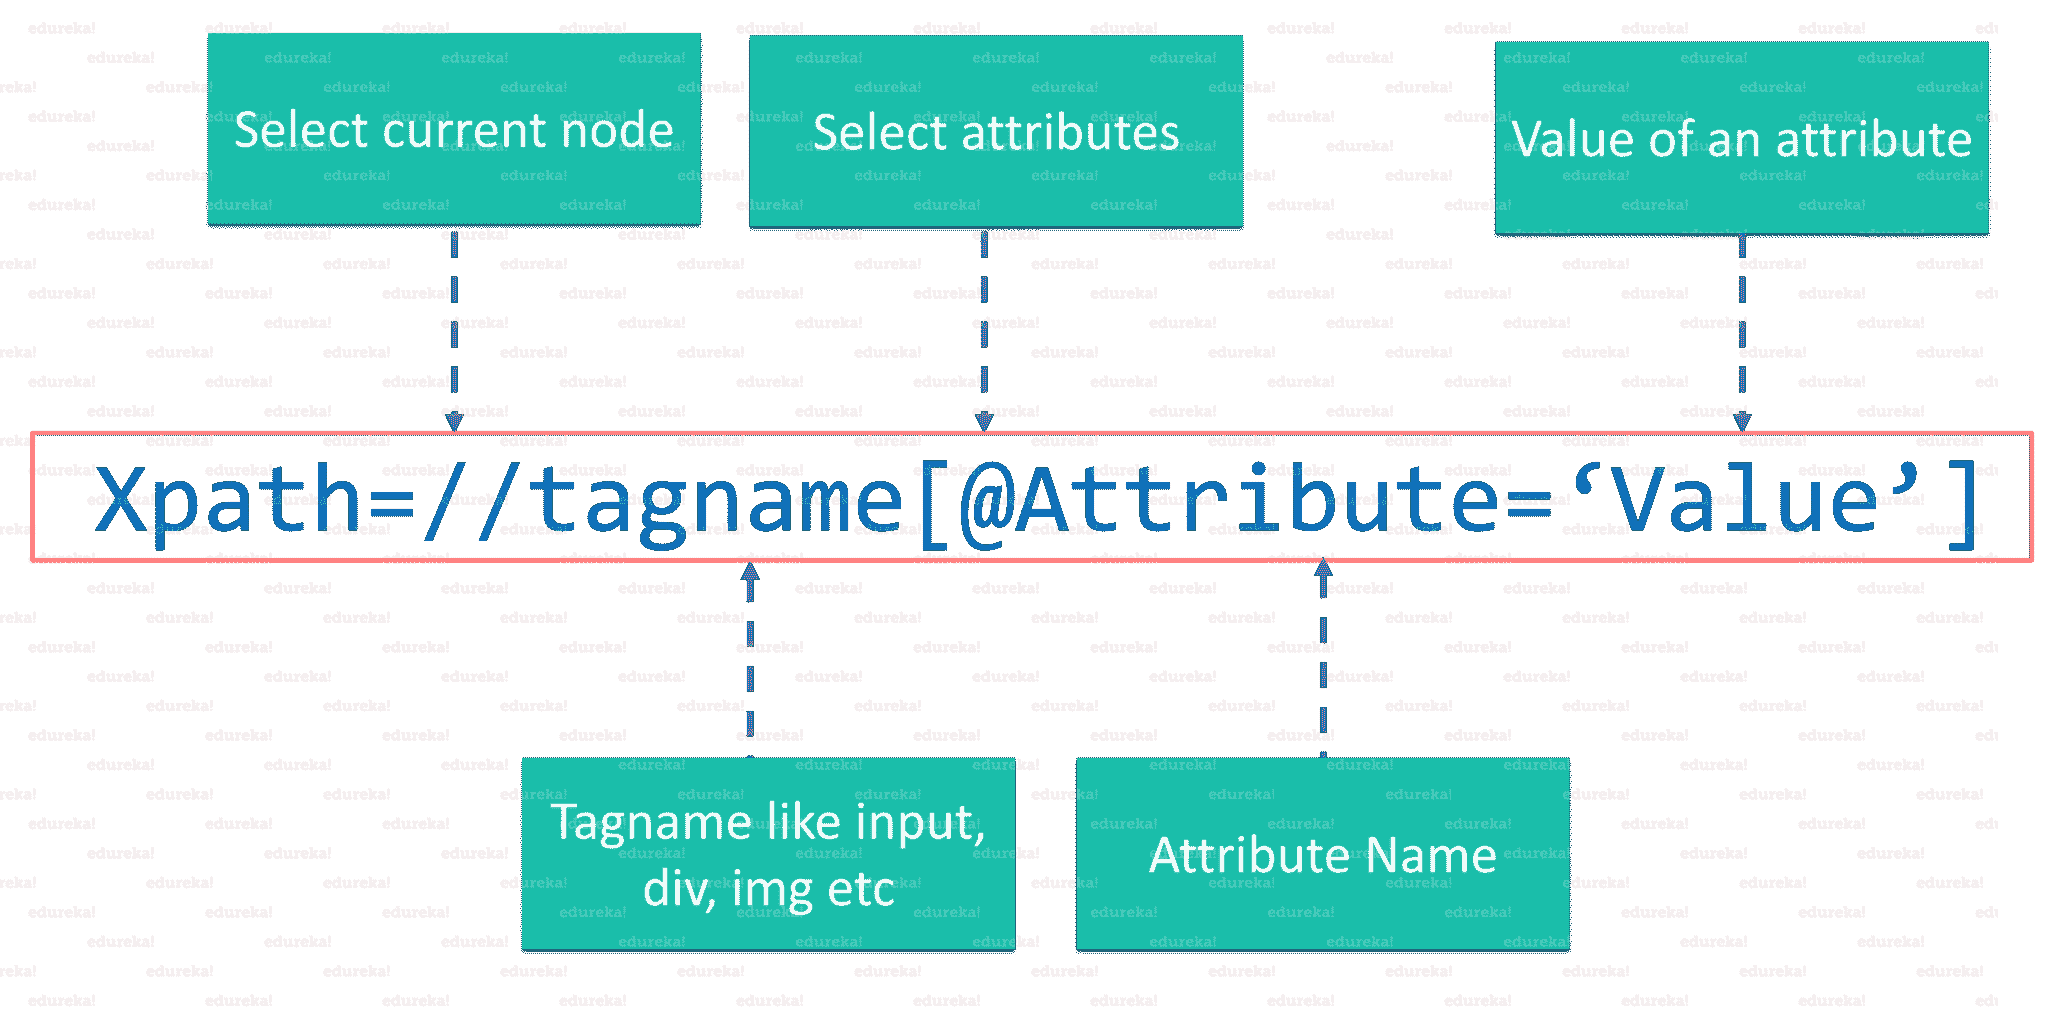 Select current node
Select attributes
Value of an attribute
Xpath=//tagname[@Attribute=‘Value’]
Tagname like input,
div, img etc
Attribute Name
edureka!